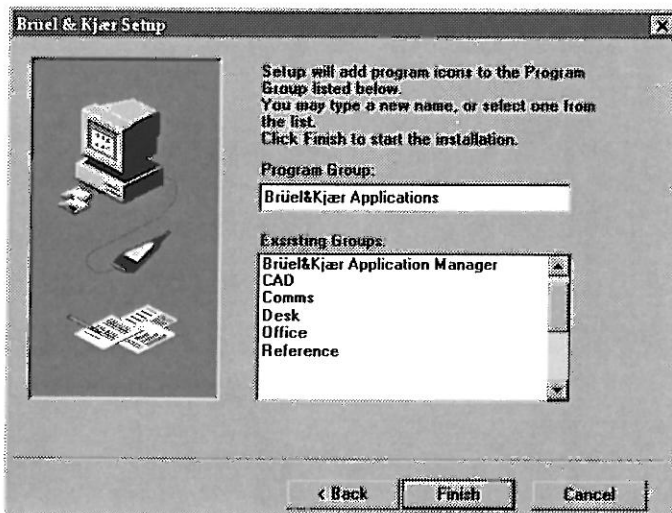 Brüel & Kjær Setup
Setup will add program icons to the Program
Group listed below.
You may type a new name, or select one from
the list.
Click Finish to start the installation.
Program Group:
Brüel&Kjær Applications
Exsisting Groups:
Brüel&Kjær Application Manager
CAD
Comms
Desk
Office
Reference
< Back
Finish
Cancel